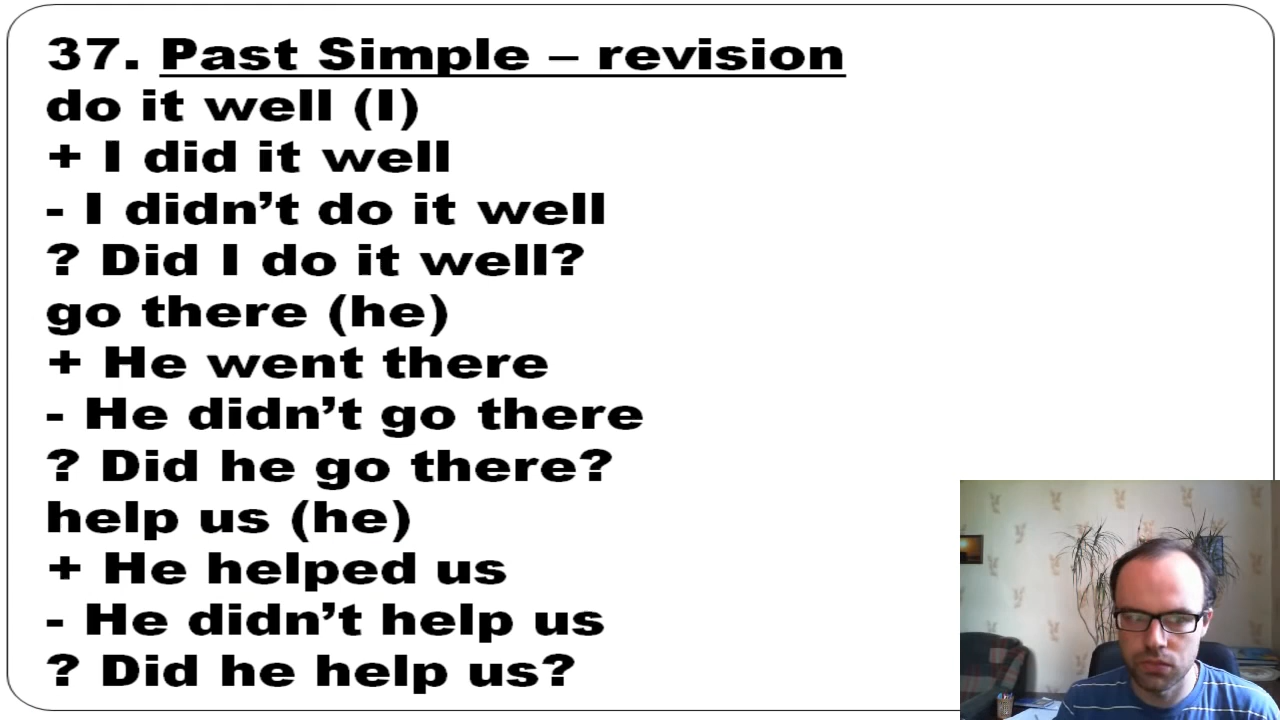 37. Past Simple – revision
do it well (I)
+ I did it well
- I didn’t do it well
? Did I do it well?
go there (he)
+ He went there
- He didn’t go there
? Did he go there?
help us (he)
+ He helped us
- He didn’t help us
? Did he help us?